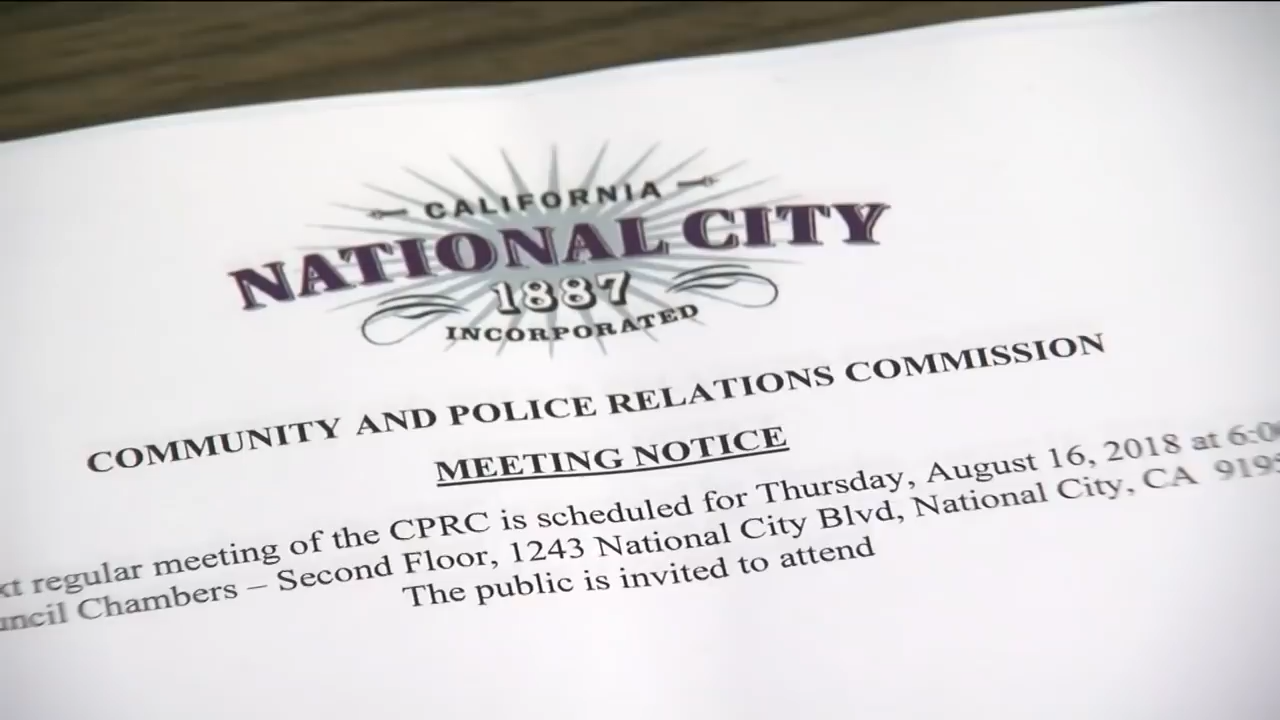 CALIFORNIA
NATIONAL CITY
1887
INCORPORATED
COMMUNITY AND POLICE RELATIONS COMMISSION
MEETING NOTICE
regular meeting of the CPRC is scheduled for Thursday, August 16, 2018 at
Chambers – Second Floor, 1243 National City Blvd, National City, CA
The public is invited to attend